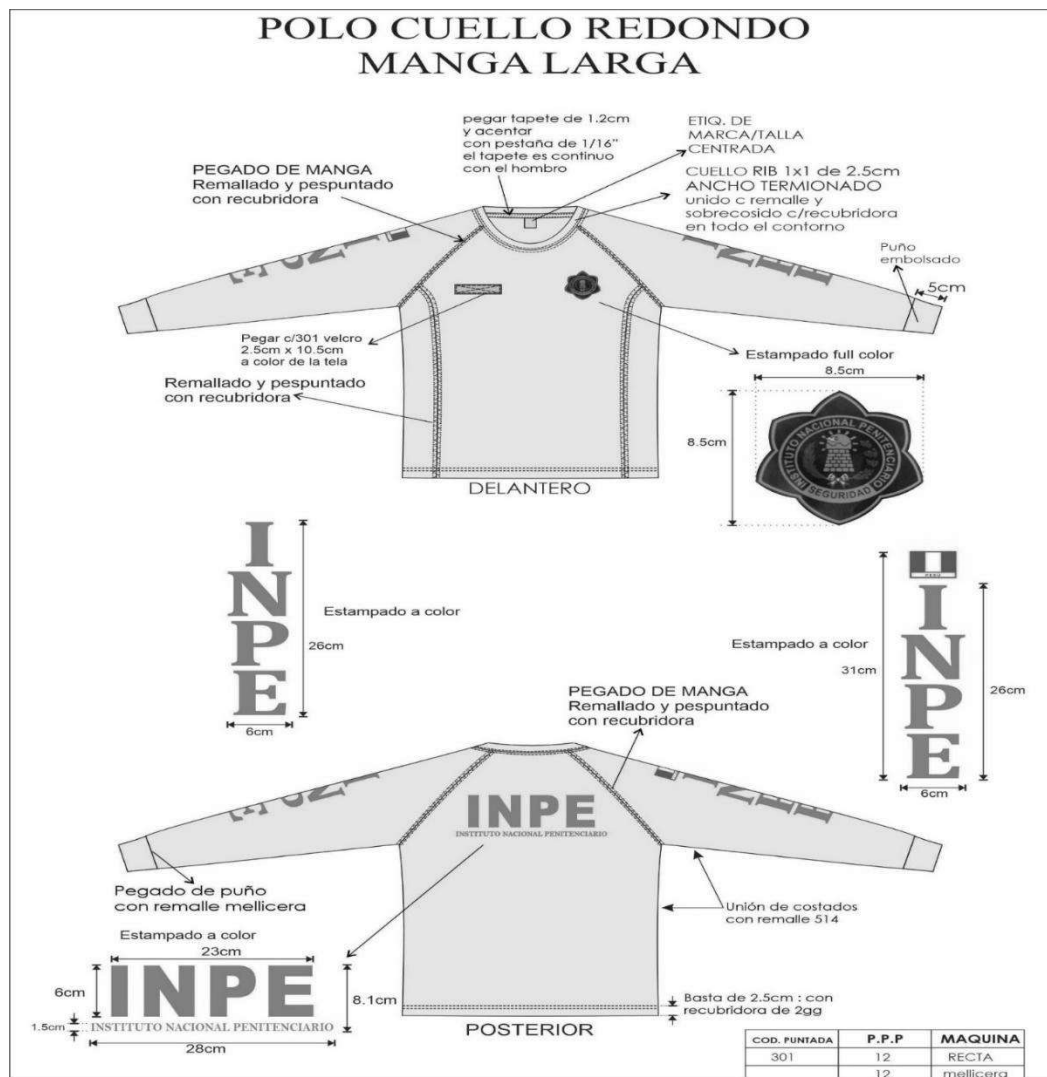 POLO CUELLO REDONDO
MANGA LARGA
pegar tapete de 1.2cm
y acentar
con pestaña de 1/16"
el tapete es continuo
con el hombro
ETIQ. DE
MARCA/TALLA
CENTRADA
PEGADO DE MANGA
Remallado y pespuntado
con recubridora
CUELLO RIB 1x1 de 2.5cm
ANCHO TERMIONADO
unido c remalle y
sobrecosido c/recubridora
en todo el contorno
Puño
embolsado
5cm
INPE
INPE
Pegar c/301 velcro
2.5cm x 10.5cm
a color de la tela
Remallado y pespuntado
con recubridora
Estampado full color
8.5cm
8.5cm
INSTITUTO NACIONAL PENITENCIARIO
SEGURIDAD
DELANTERO
I
N
P
E
Estampado a color
26cm
6cm
PERÚ
I
N
P
E
Estampado a color
31cm
26cm
6cm
PEGADO DE MANGA
Remallado y pespuntado
con recubridora
INPE
INPE
INPE
INSTITUTO NACIONAL PENITENCIARIO
Pegado de puño
con remalle mellicera
Unión de costados
con remalle 514
Estampado a color
23cm
INPE
6cm
8.1cm
1.5cm
INSTITUTO NACIONAL PENITENCIARIO
28cm
Basta de 2.5cm : con
recubridora de 2gg
POSTERIOR
COD. PUNTADA P.P.P MAQUINA
301 12 RECTA
12 mellicera